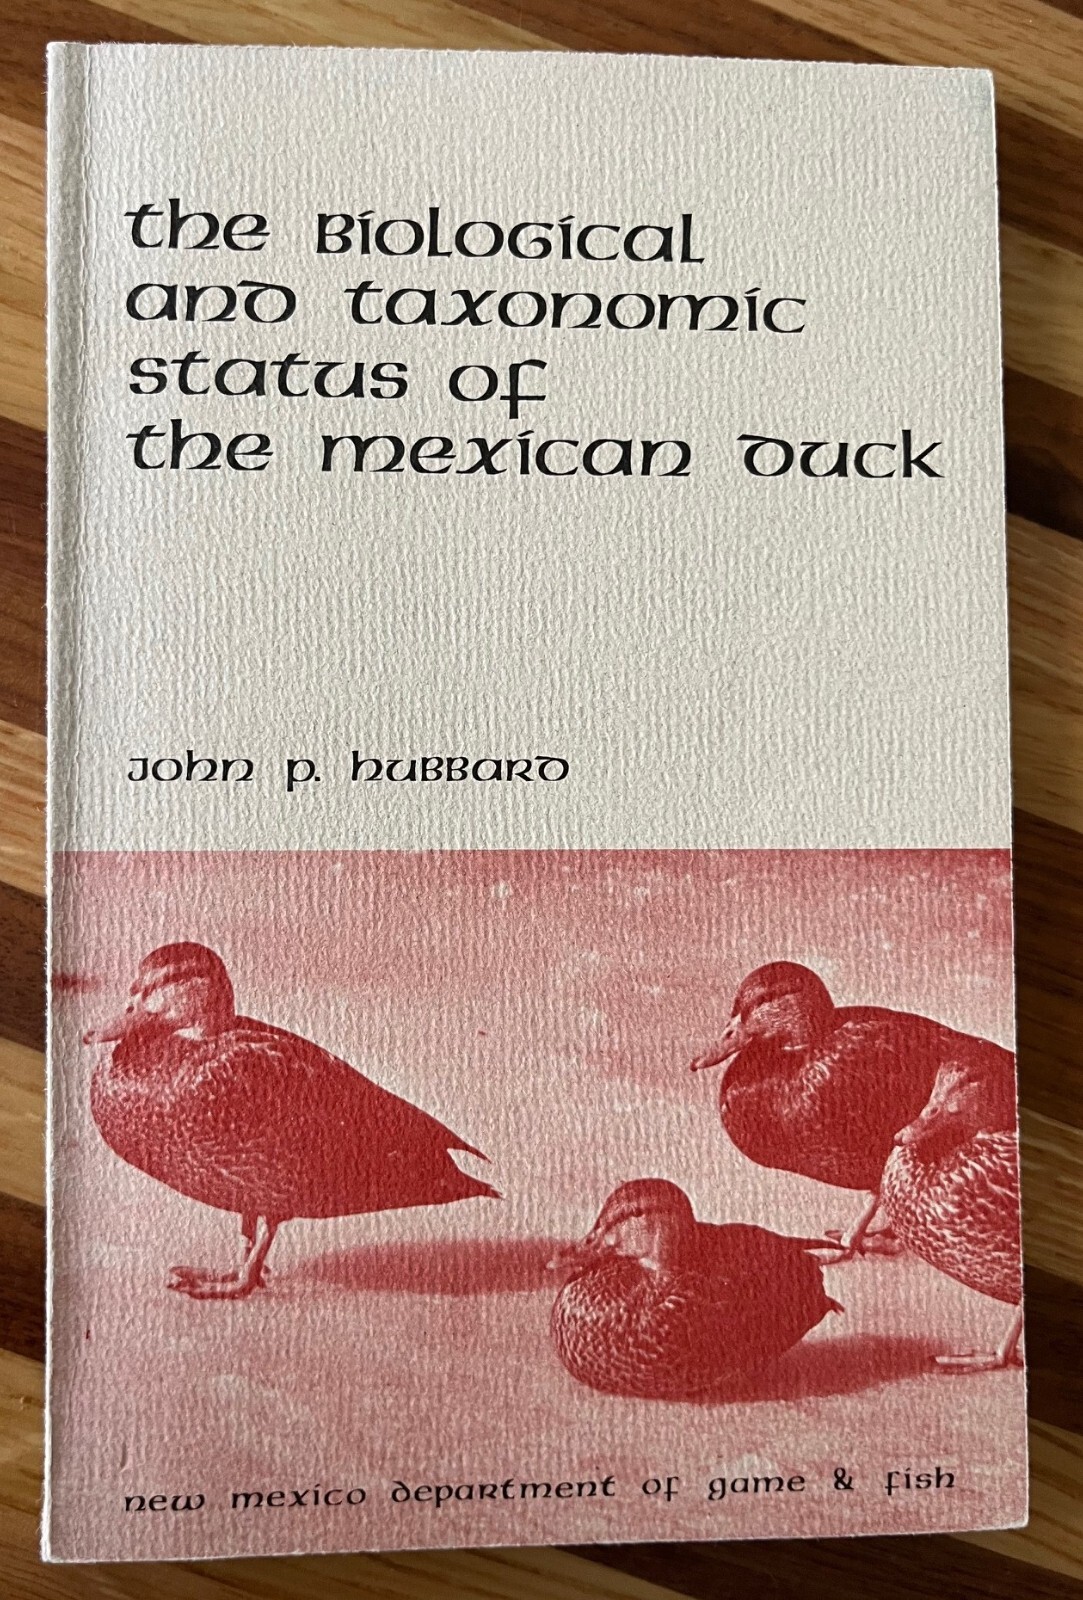 the Biological
and taxonomic
status of
the mexican duck
John p. hubbard
new mexico department of game & fish